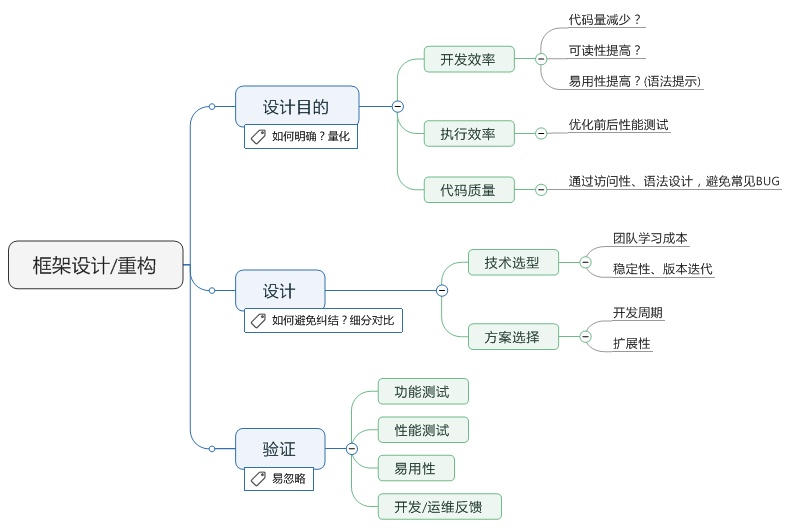 框架设计/重构
设计目的
如何明确？量化
开发效率
代码量减少？
可读性提高？
易用性提高？(语法提示)
执行效率
优化前后性能测试
代码质量
通过访问性、语法设计，避免常见BUG
设计
如何避免纠结？细分对比
技术选型
团队学习成本
稳定性、版本迭代
方案选择
开发周期
扩展性
验证
易忽略
功能测试
性能测试
易用性
开发/运维反馈